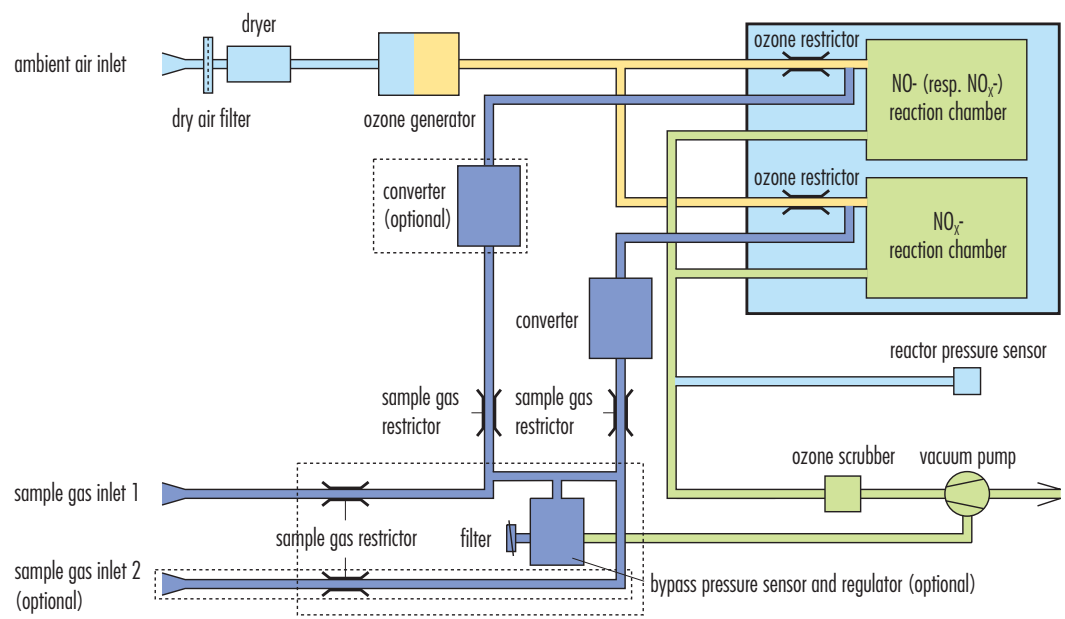 dryer
ambient air inlet
dry air filter
ozone generator
ozone restrictor
NO- (resp. NOₓ-)
reaction chamber
converter
(optional)
ozone restrictor
NOₓ-
reaction chamber
converter
reactor pressure sensor
sample gas
restrictor
sample gas
restrictor
ozone scrubber
vacuum pump
sample gas inlet 1
sample gas restrictor
filter
sample gas inlet 2
(optional)
bypass pressure sensor and regulator (optional)